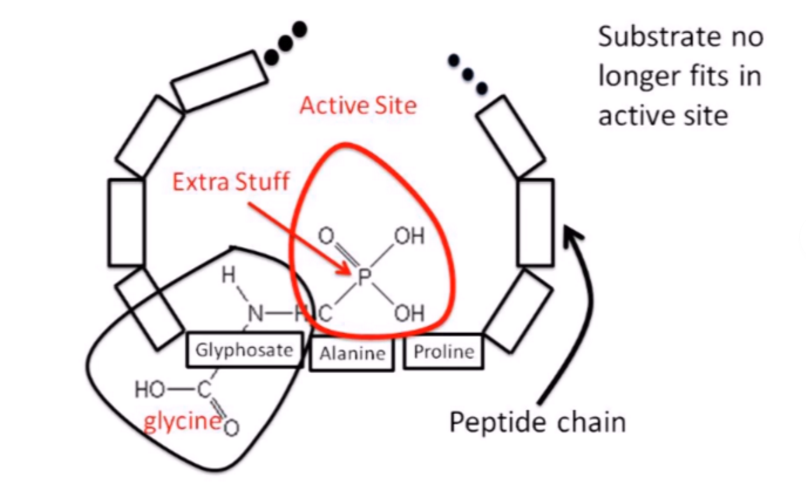 Substrate no
longer fits in
active site
Active Site
Extra Stuff
O
OH
H
P
N
H
C
OH
Glyphosate
Alanine
Proline
HO
C
glycine
O
Peptide chain